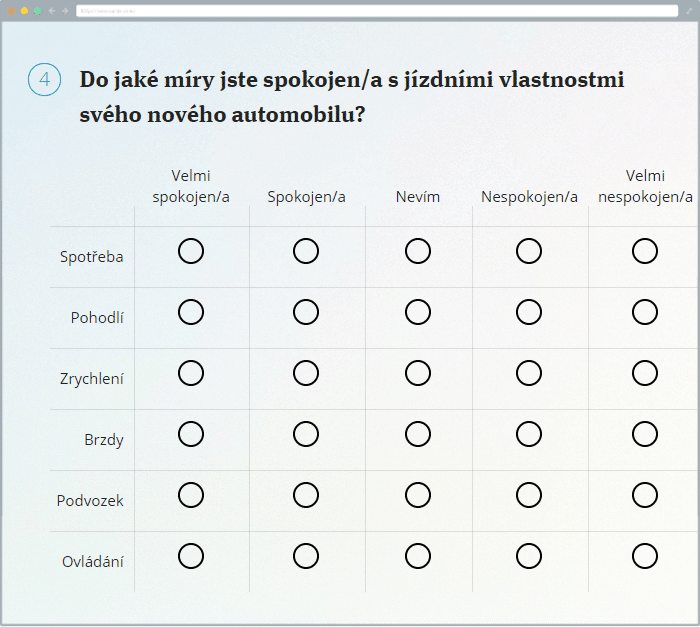 4
Do jaké míry jste spokojen/a s jízdními vlastnostmi
svého nového automobilu?
Velmi
spokojen/a
Spokojen/a
Nevím
Nespokojen/a
Velmi
nespokojen/a
Spotřeba
Pohodlí
Zrychlení
Brzdy
Podvozek
Ovládání